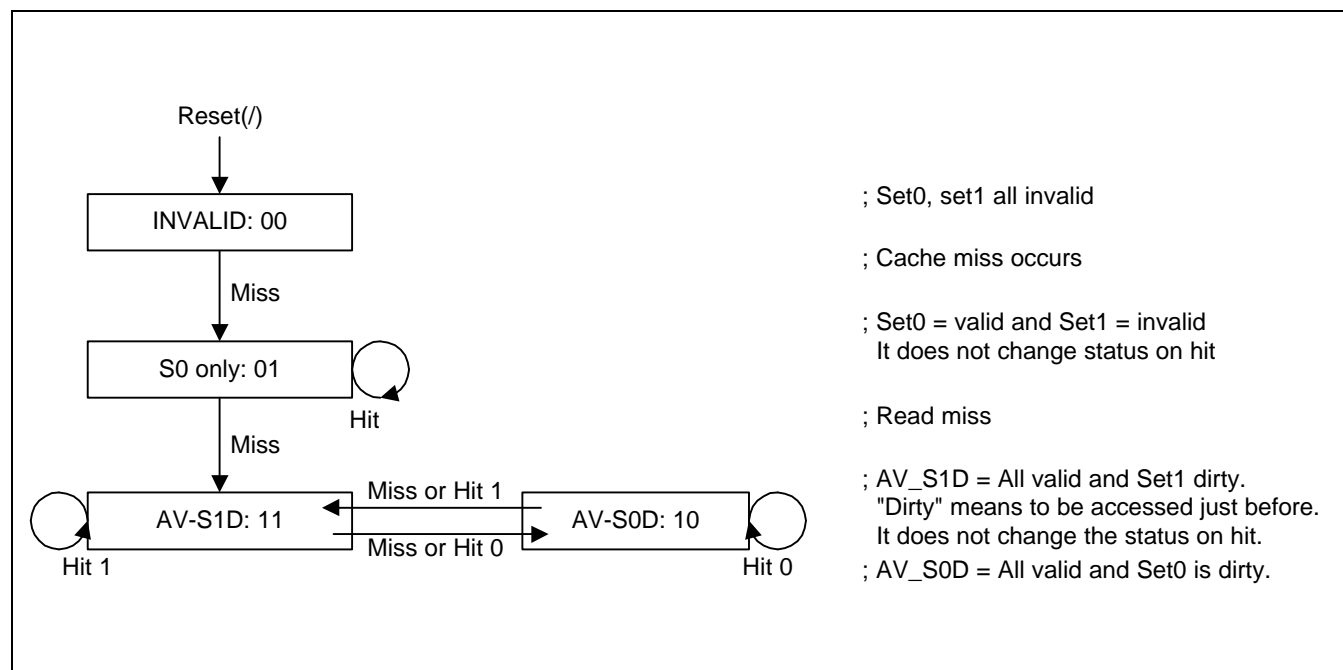 Reset(/)
INVALID: 00
Miss
S0 only: 01
Hit
Miss
AV-S1D: 11
Miss or Hit 1
Miss or Hit 0
AV-S0D: 10
Hit 1
Hit 0
; Set0, set1 all invalid
; Cache miss occurs
; Set0 = valid and Set1 = invalid
It does not change status on hit
; Read miss
; AV_S1D = All valid and Set1 dirty.
"Dirty" means to be accessed just before.
It does not change the status on hit.
; AV_S0D = All valid and Set0 is dirty.